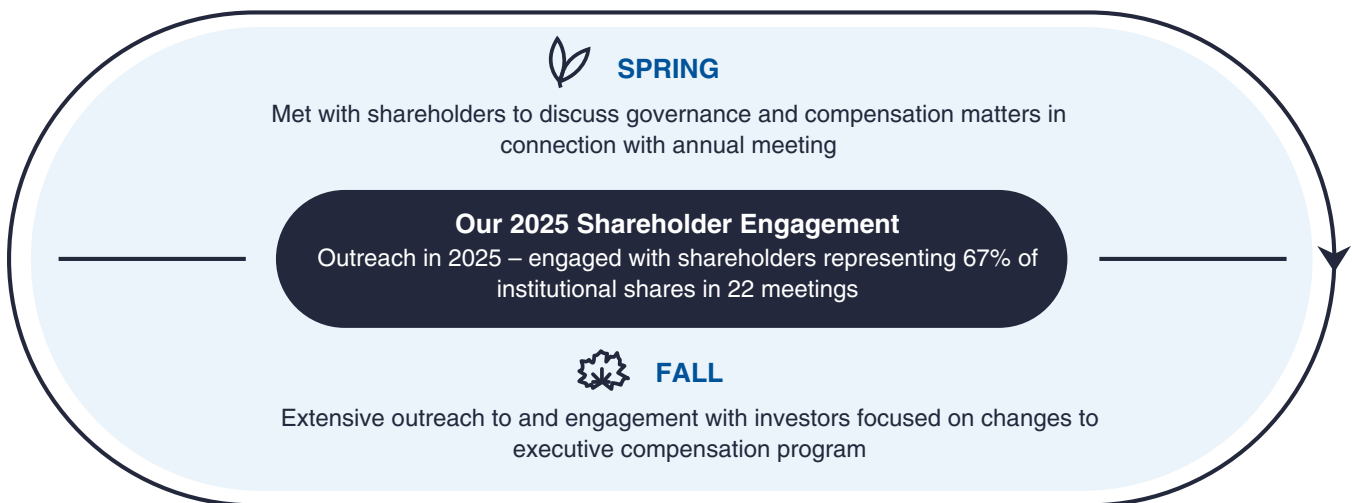 SPRING
Met with shareholders to discuss governance and compensation matters in
connection with annual meeting
Our 2025 Shareholder Engagement
Outreach in 2025 – engaged with shareholders representing 67% of
institutional shares in 22 meetings
FALL
Extensive outreach to and engagement with investors focused on changes to
executive compensation program